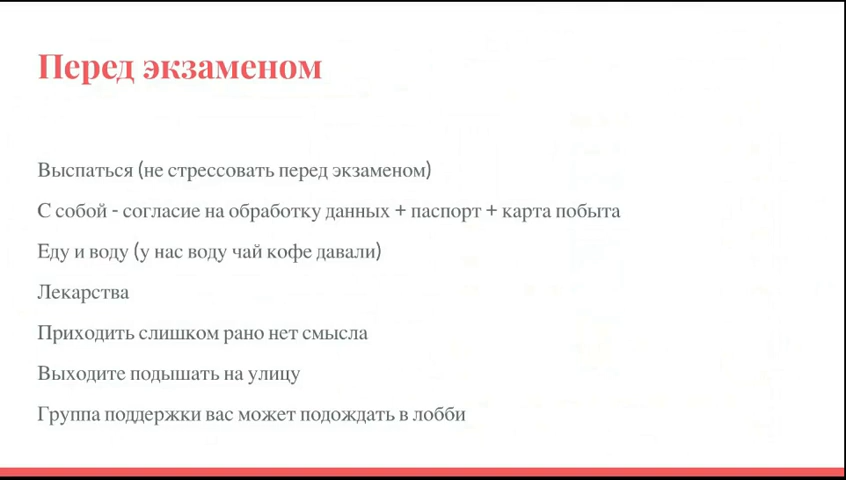 Перед экзаменом
Выспаться (не стрессовать перед экзаменом)
С собой - согласие на обработку данных + паспорт + карта побыта
Еду и воду (у нас воду чай кофе давали)
Лекарства
Приходить слишком рано нет смысла
Выходите подышать на улицу
Группа поддержки вас может подождать в лобби